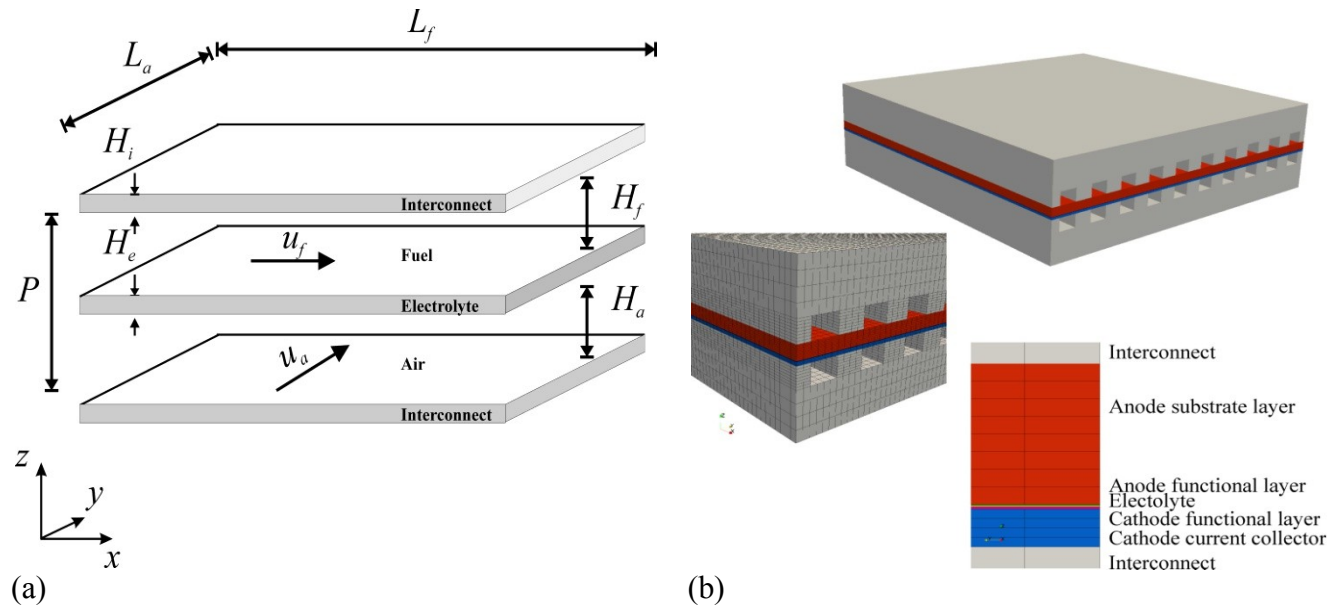 L_f
L_a
H_i
Interconnect
H_f
H_e
u_f
Fuel
P
Electrolyte
H_a
u_a
Air
Interconnect
z
y
x
(a)
Interconnect
Anode substrate layer
Anode functional layer
Electolyte
Cathode functional layer
Cathode current collector
Interconnect
(b)